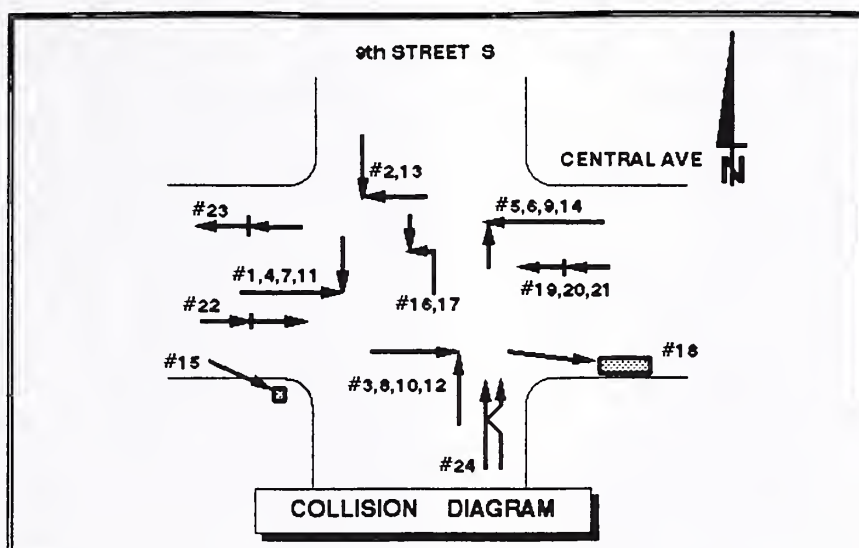 9th STREET S
CENTRAL AVE
N
#2,13
#23
#5,6,9,14
#1,4,7,11
#16,17
#19,20,21
#22
#15
#18
#3,8,10,12
#24
COLLISION DIAGRAM